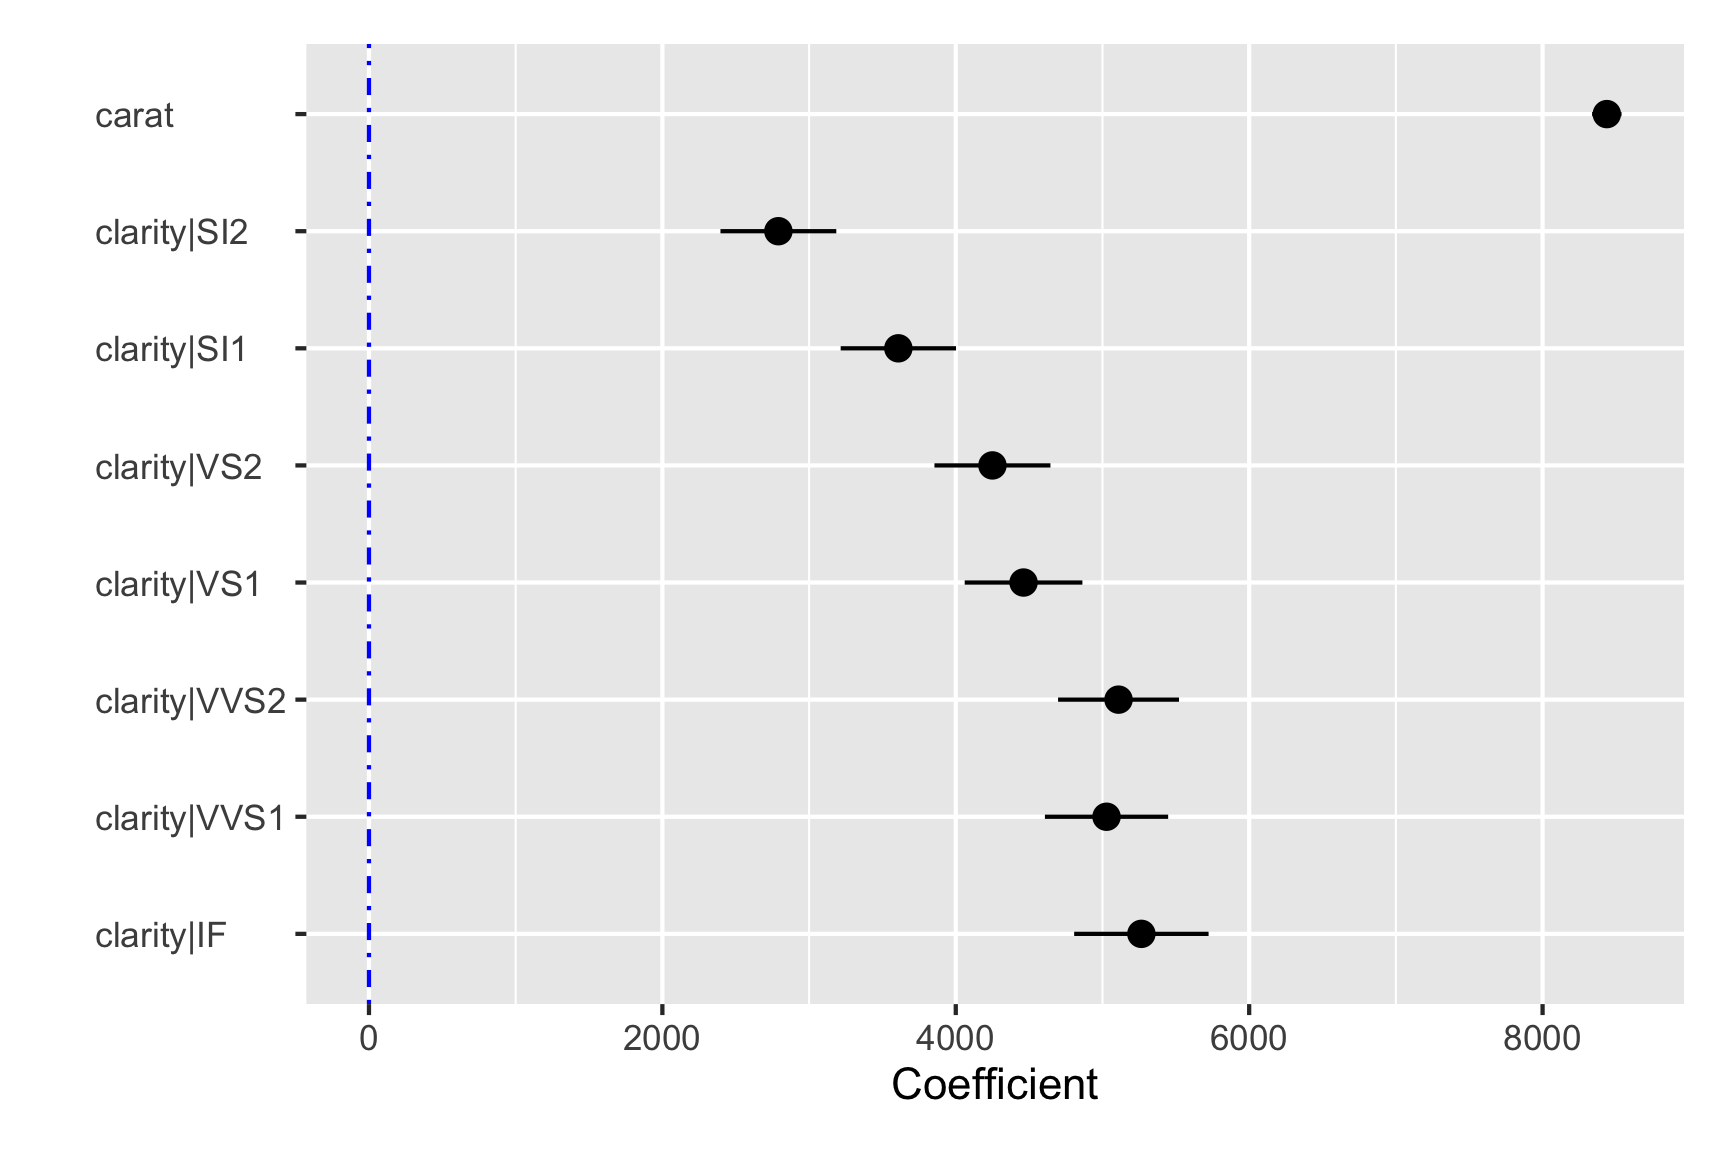 carat
clarity|SI2
clarity|SI1
clarity|VS2
clarity|VS1
clarity|VVS2
clarity|VVS1
clarity|IF
0 2000 4000 6000 8000
Coefficient